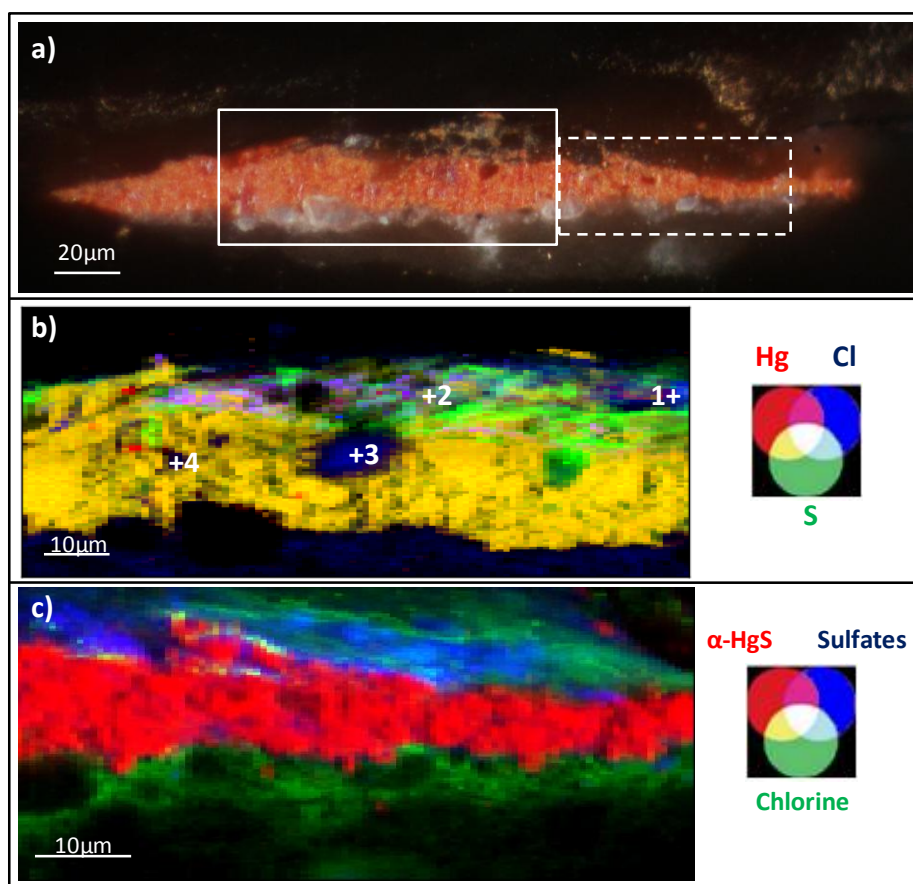 a)
20µm
b)
+2
1+
+3
+4
10µm
Hg Cl
S
c)
10µm
α-HgS Sulfates
Chlorine